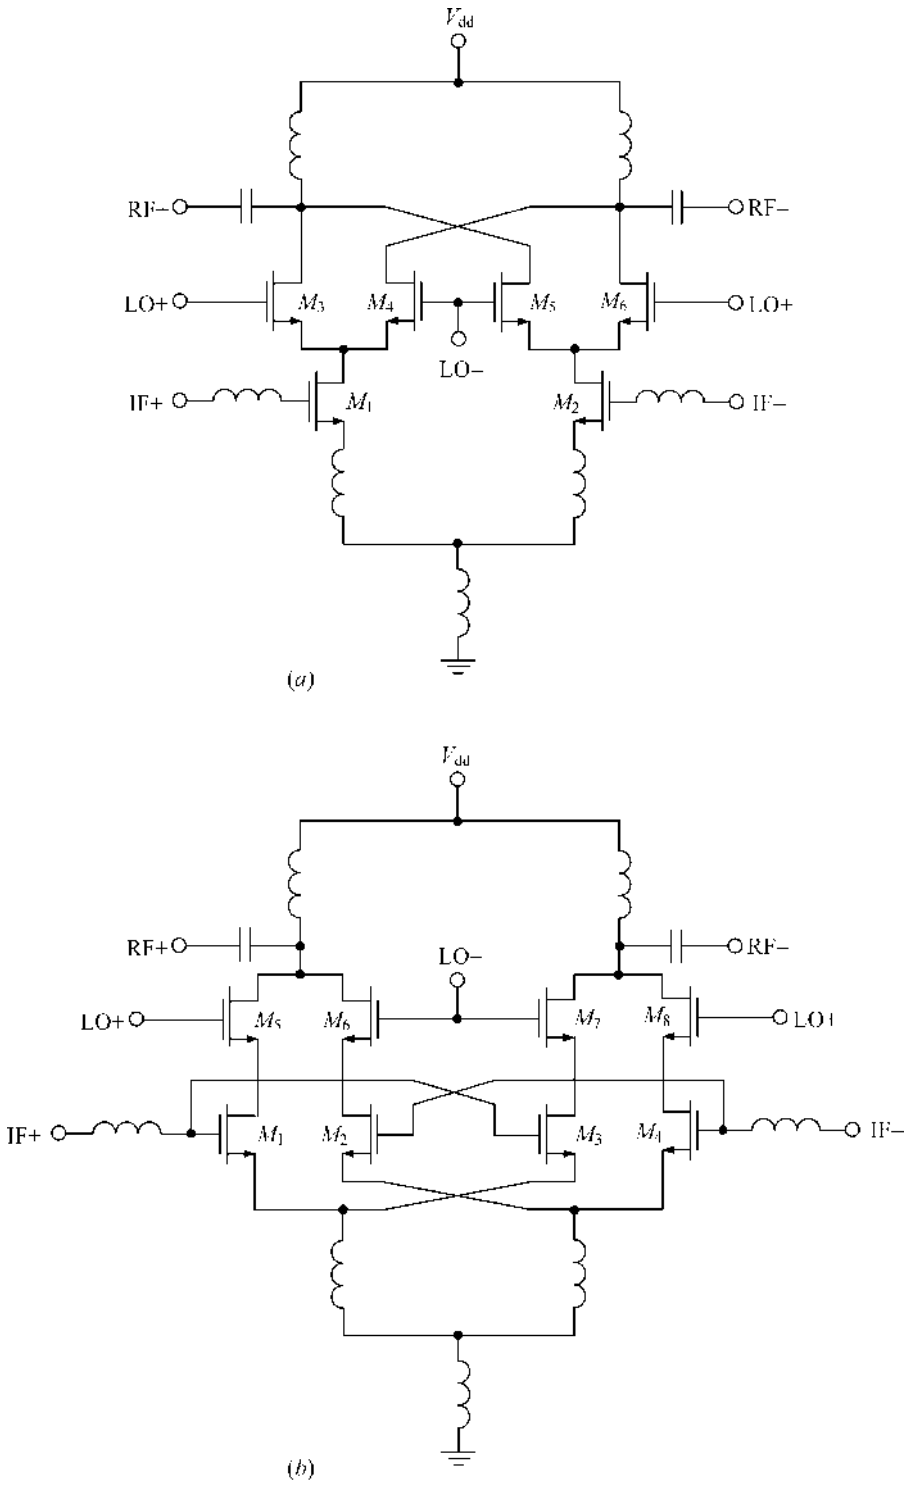 Vdd
RF− RF−
LO+ M3 M4 M5 M6 LO+
LO−
IF+ M1 M2 IF−
(a)
Vdd
RF+ LO− RF−
LO+ M5 M6 M7 M8 LO+
IF+ M1 M2 M3 M4 IF−
(b)